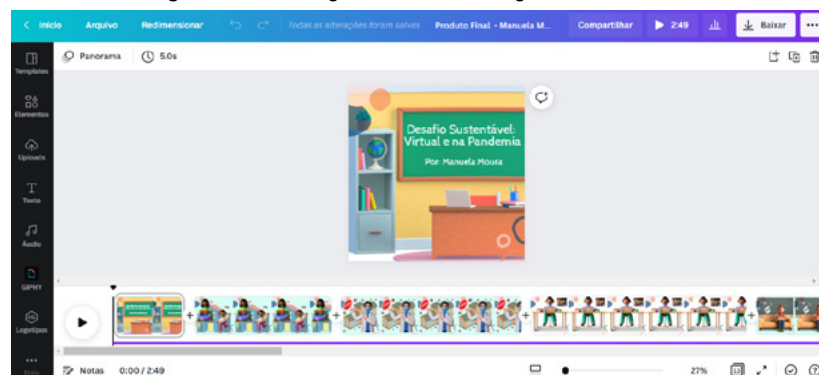 Início Arquivo Redimensionar Todas as alterações foram salvas Produto Final - Manuela M... Compartilhar 2:49 Baixar
Templates
Elementos
Uploads
Texto
Áudio
GIPHY
Logotipos
Mais
Panorama 5.0s
Desafio Sustentável:
Virtual e na Pandemia
Por: Manuela Moura
Notas 0:00 / 2:49 27%